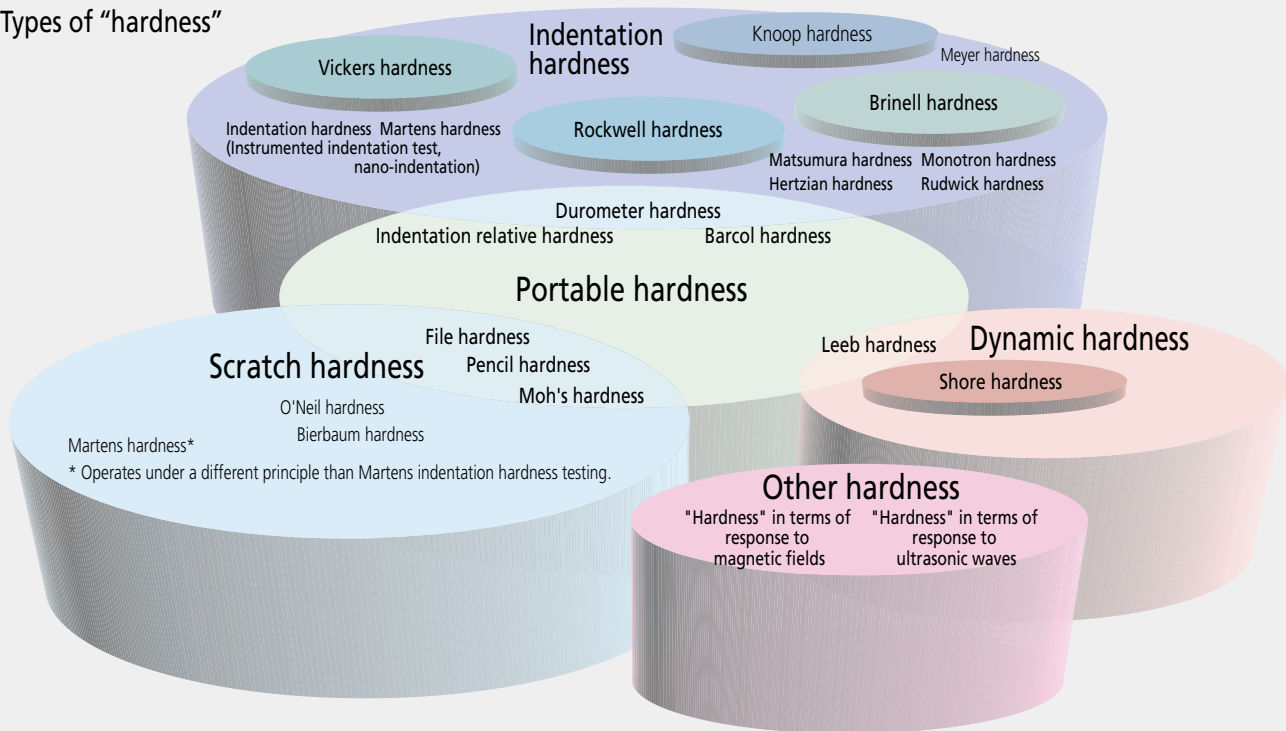 Types of “hardness”
Indentation
hardness
Knoop hardness
Meyer hardness
Vickers hardness
Brinell hardness
Rockwell hardness
Indentation hardness Martens hardness
(Instrumented indentation test,
nano-indentation)
Matsumura hardness Monotron hardness
Hertzian hardness Rudwick hardness
Durometer hardness
Indentation relative hardness Barcol hardness
Portable hardness
File hardness
Pencil hardness
Moh's hardness
Scratch hardness
O'Neil hardness
Bierbaum hardness
Martens hardness*
* Operates under a different principle than Martens indentation hardness testing.
Leeb hardness
Dynamic hardness
Shore hardness
Other hardness
"Hardness" in terms of
response to
magnetic fields
"Hardness" in terms of
response to
ultrasonic waves